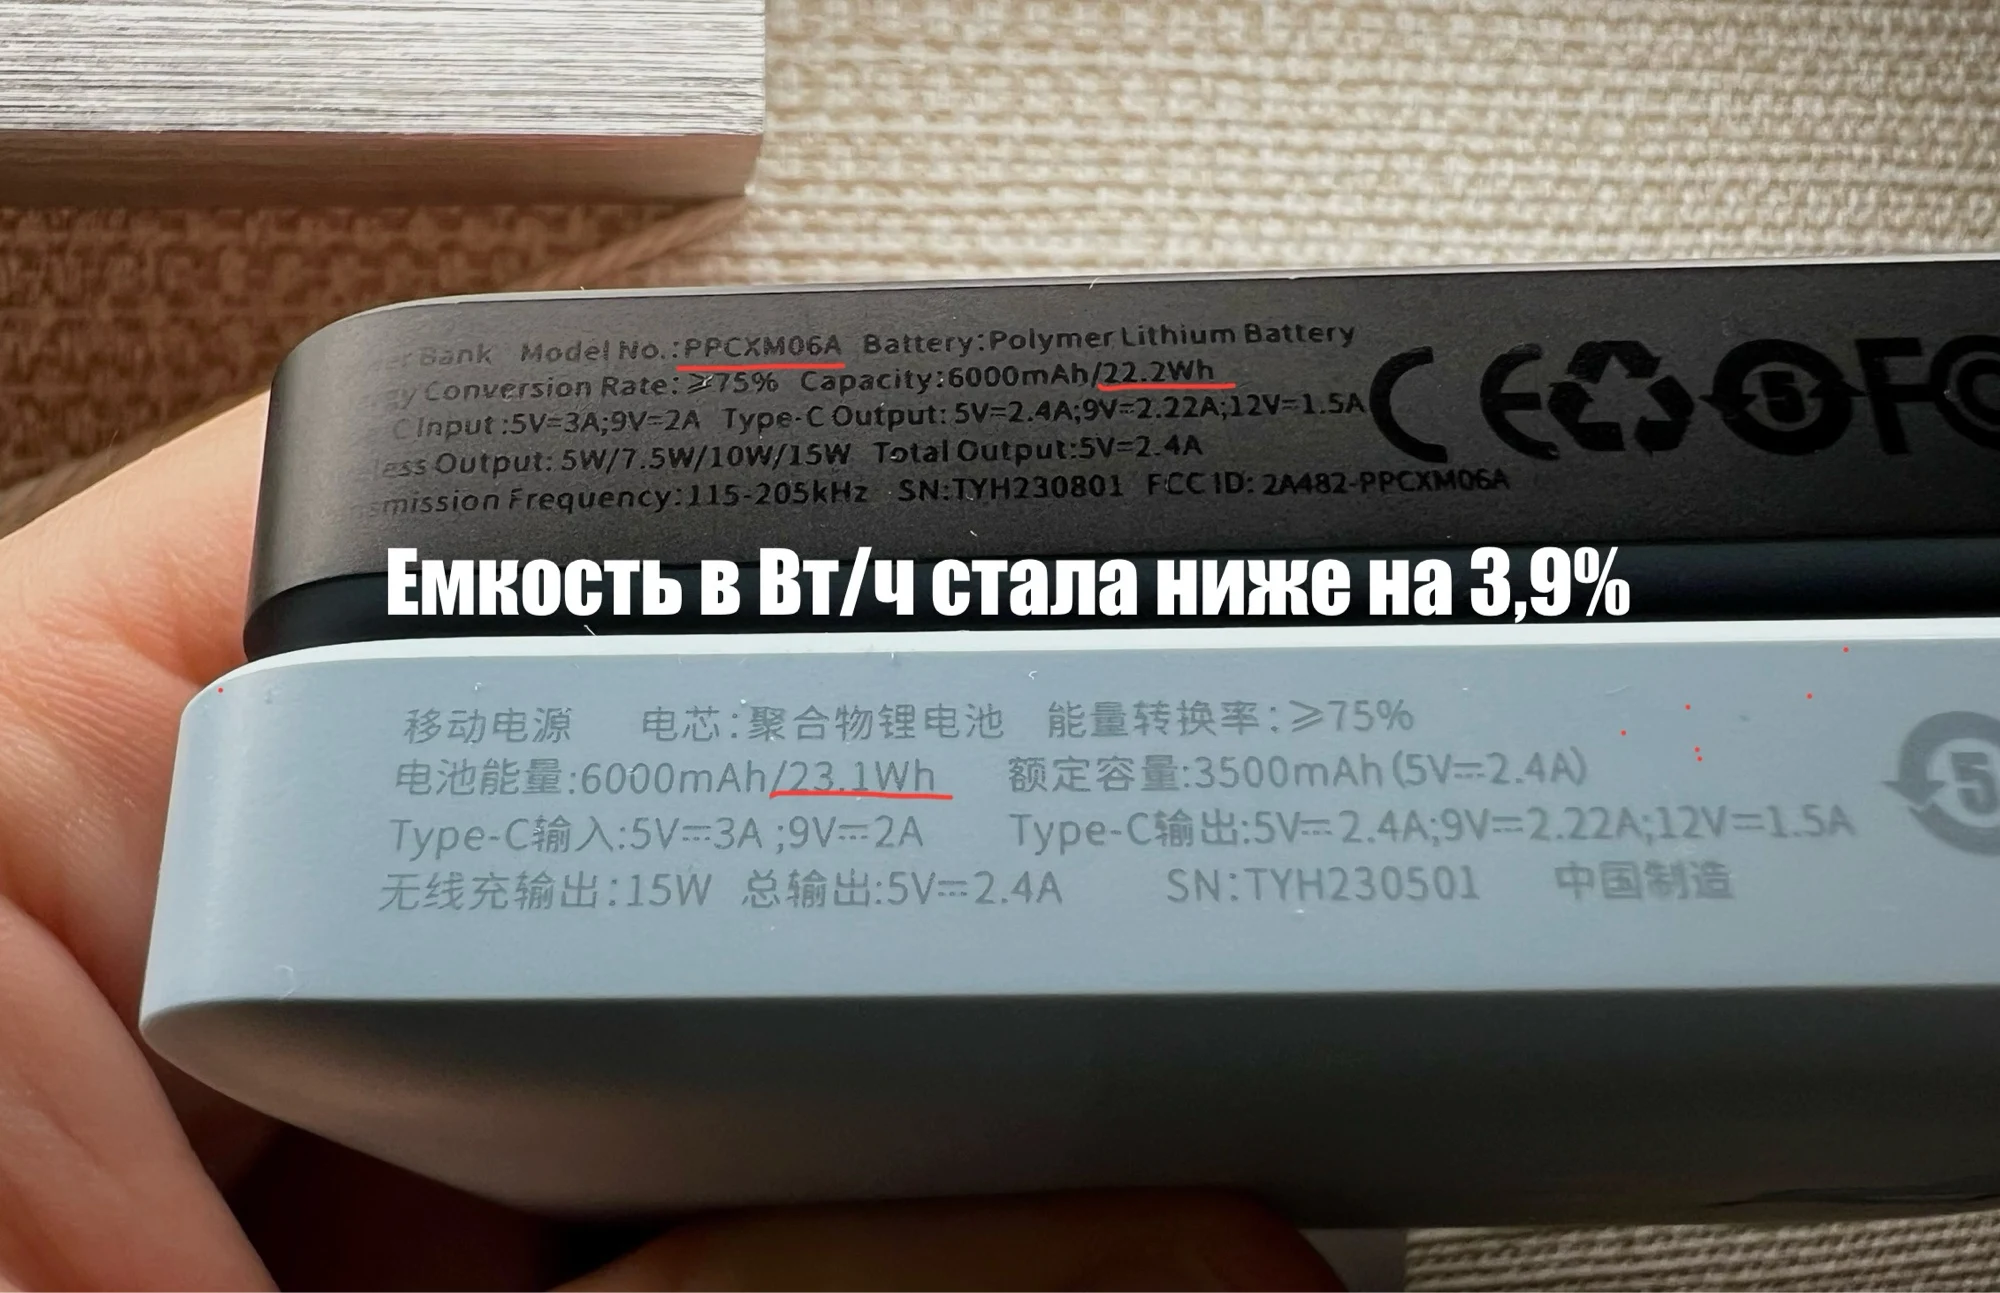 Bank Model No.:PPCXM06A Battery:Polymer Lithium Battery
Conversion Rate:≥75% Capacity:6000mAh/22.2Wh
C Input:5V=3A;9V=2A Type-C Output:5V=2.4A;9V=2.22A;12V=1.5A
Output: 5W/7.5W/10W/15W Total Output:5V=2.4A
Frequency:115-205kHz SN:TYH230801 FCC ID: 2A482-PPCXM06A
CE 5 FC
Емкость в Вт/ч стала ниже на 3,9%
移动电源 电芯:聚合物锂电池 能量转换率:≥75%
电池能量:6000mAh/23.1Wh 额定容量:3500mAh(5V⎓2.4A)
Type-C输入:5V⎓3A;9V⎓2A Type-C输出:5V⎓2.4A;9V⎓2.22A;12V⎓1.5A
无线充输出:15W 总输出:5V⎓2.4A SN:TYH230501 中国制造
5